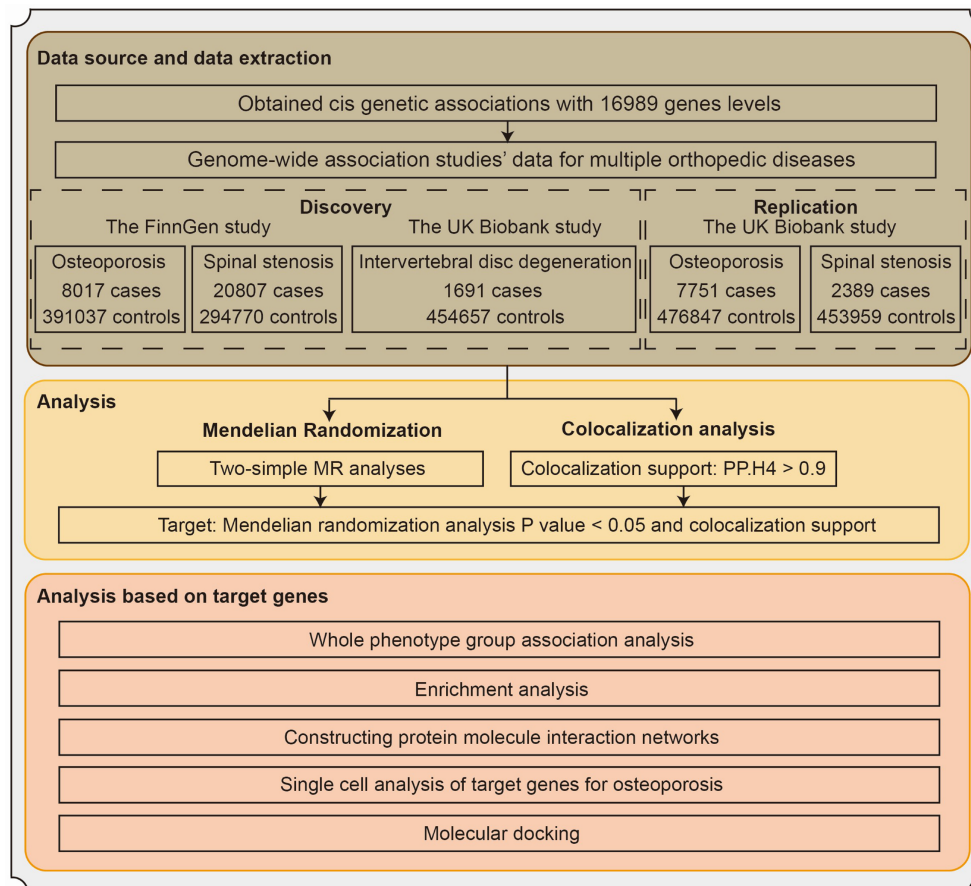 Data source and data extraction
Obtained cis genetic associations with 16989 genes levels
Genome-wide association studies' data for multiple orthopedic diseases
Discovery
The FinnGen study
The UK Biobank study
Osteoporosis
8017 cases
391037 controls
Spinal stenosis
20807 cases
294770 controls
Intervertebral disc degeneration
1691 cases
454657 controls
Replication
The UK Biobank study
Osteoporosis
7751 cases
476847 controls
Spinal stenosis
2389 cases
453959 controls
Analysis
Mendelian Randomization
Two-simple MR analyses
Colocalization analysis
Colocalization support: PP.H4 > 0.9
Target: Mendelian randomization analysis P value < 0.05 and colocalization support
Analysis based on target genes
Whole phenotype group association analysis
Enrichment analysis
Constructing protein molecule interaction networks
Single cell analysis of target genes for osteoporosis
Molecular docking